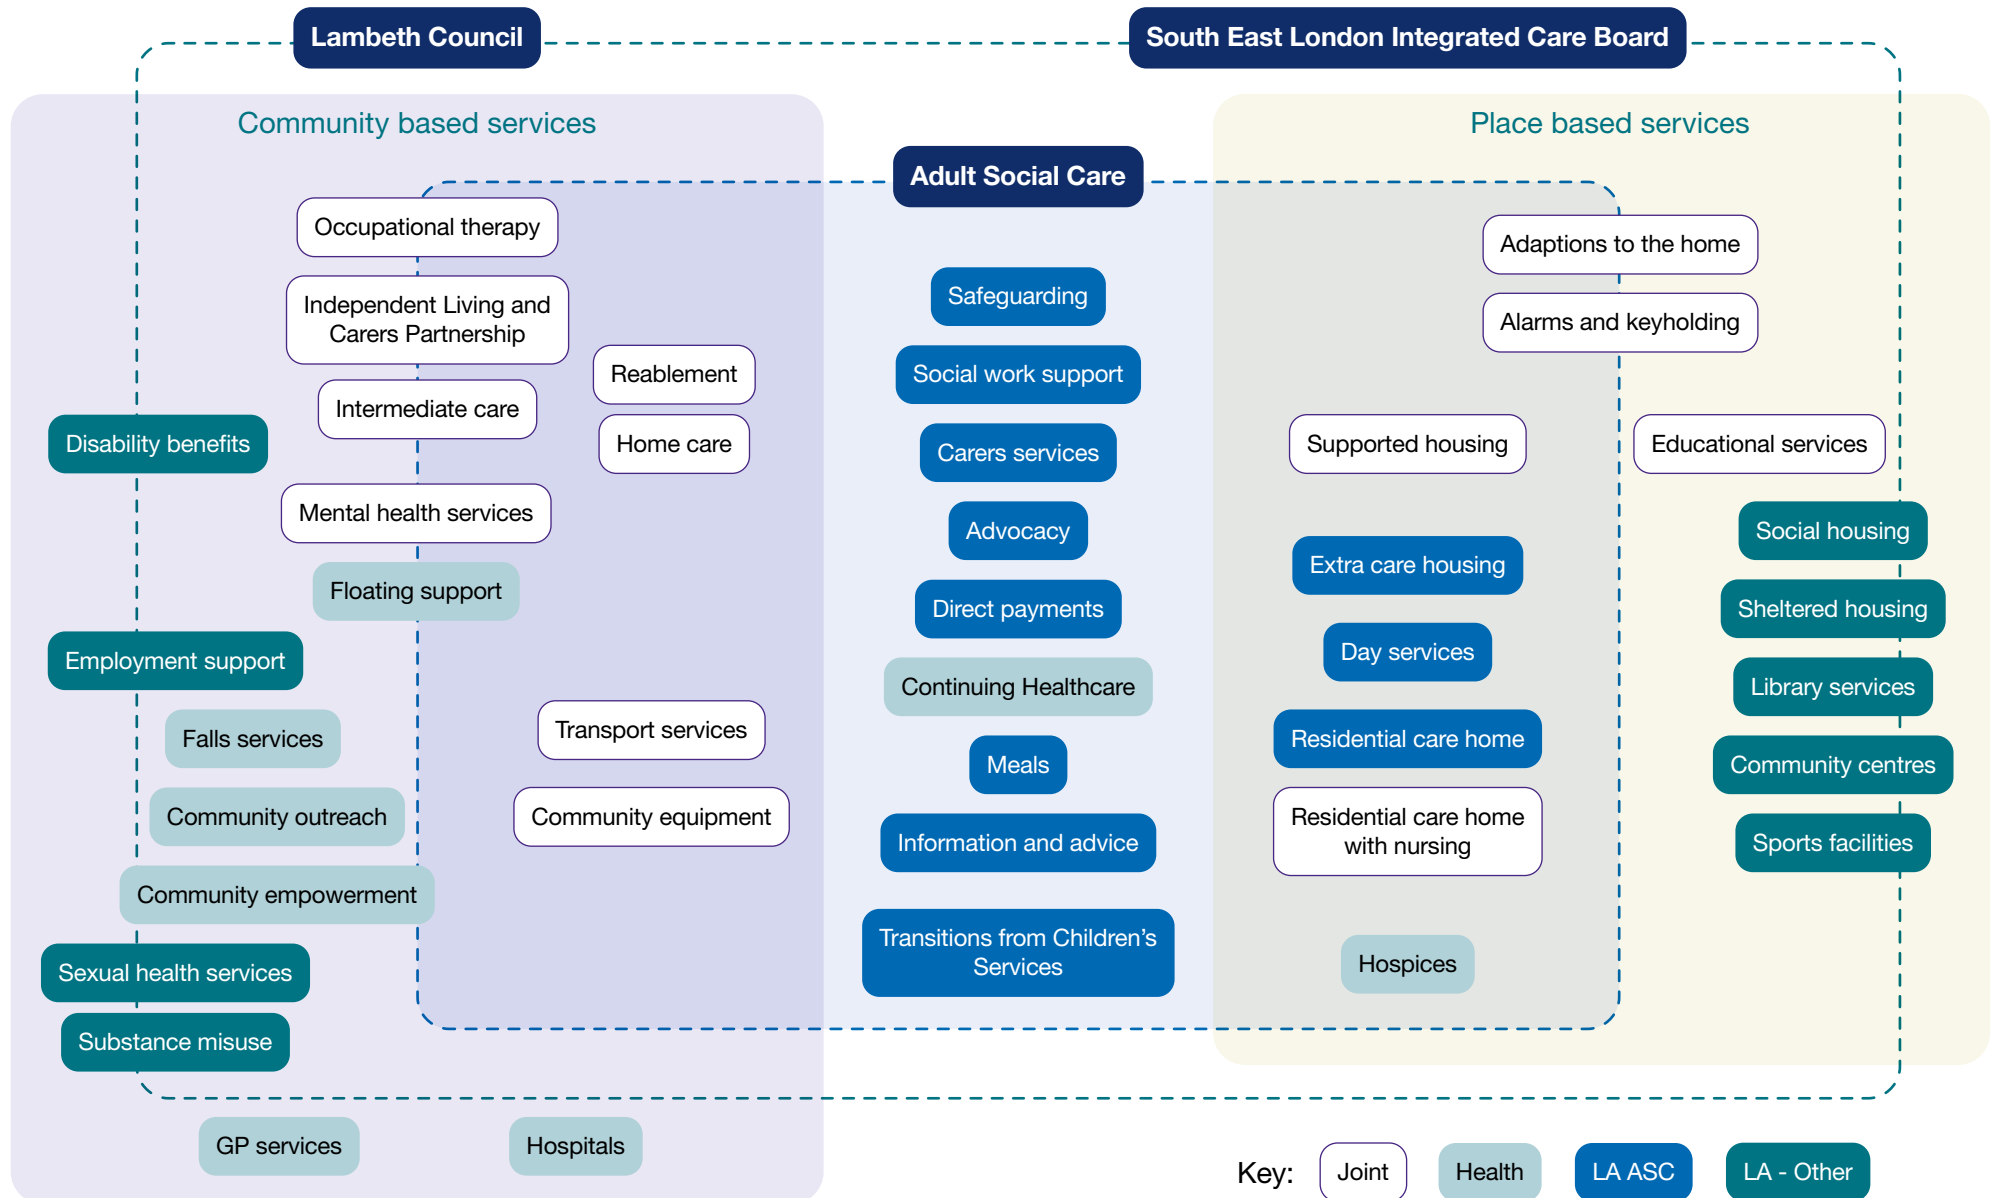 Lambeth Council
South East London Integrated Care Board
Community based services
Place based services
Adult Social Care
Occupational therapy
Independent Living and
Carers Partnership
Reablement
Intermediate care
Home care
Disability benefits
Mental health services
Floating support
Employment support
Falls services
Transport services
Community outreach
Community equipment
Community empowerment
Sexual health services
Substance misuse
GP services
Hospitals
Safeguarding
Social work support
Carers services
Advocacy
Direct payments
Continuing Healthcare
Meals
Information and advice
Transitions from Children’s
Services
Adaptions to the home
Alarms and keyholding
Supported housing
Educational services
Extra care housing
Day services
Residential care home
Residential care home
with nursing
Hospices
Social housing
Sheltered housing
Library services
Community centres
Sports facilities
Key:
Joint
Health
LA ASC
LA - Other